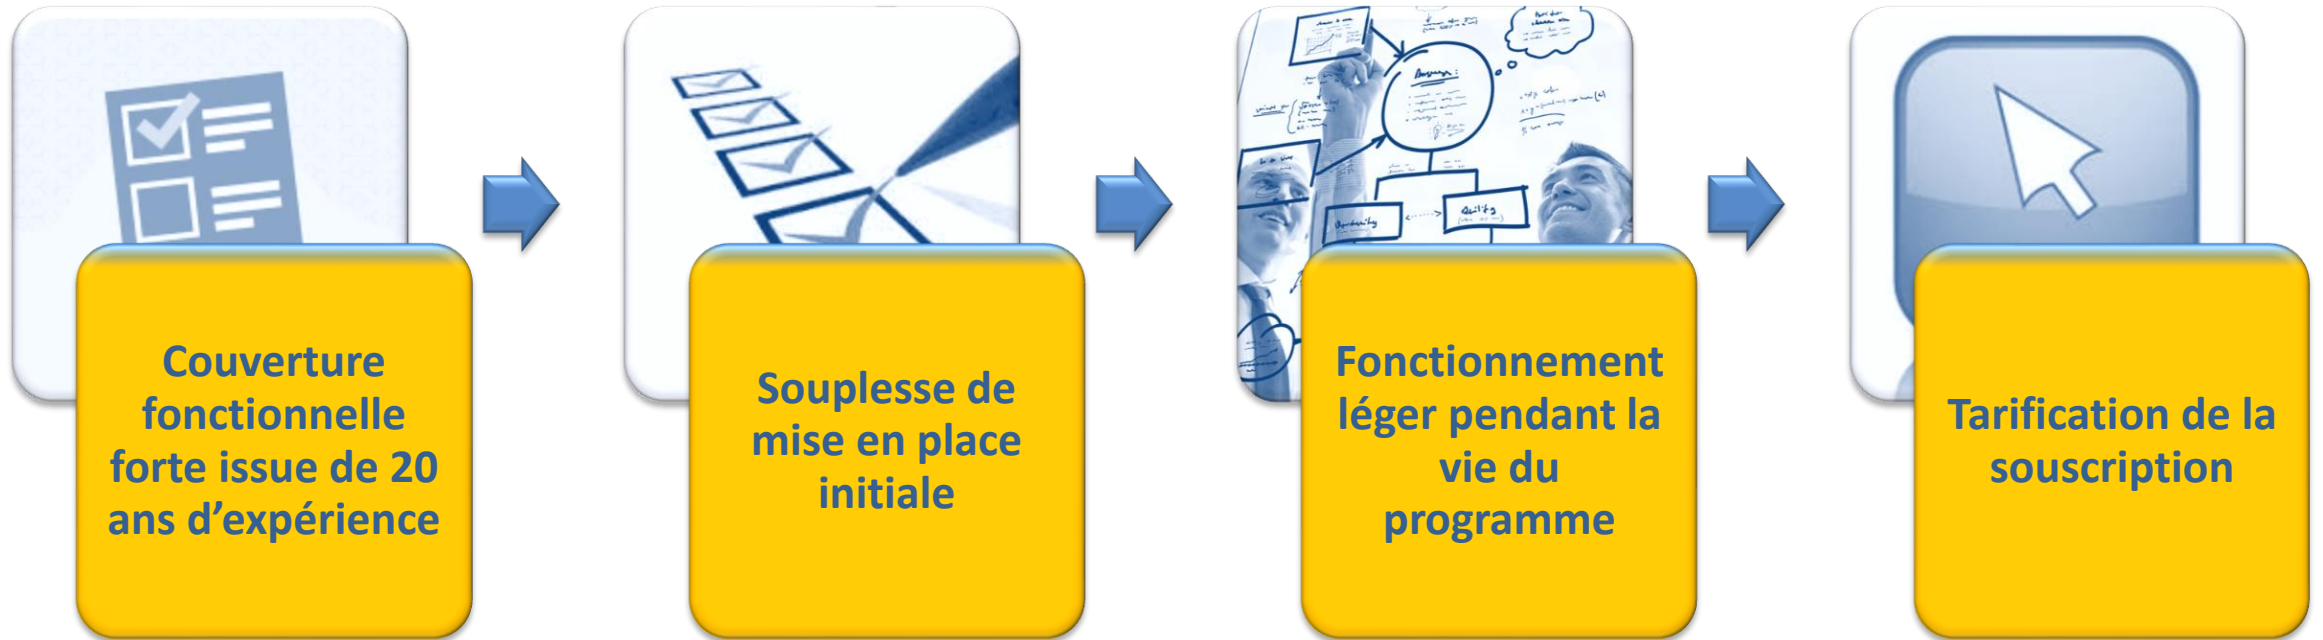 Couverture
fonctionnelle
forte issue de 20
ans d’expérience
Souplesse de
mise en place
initiale
Fonctionnement
léger pendant la
vie du
programme
Tarification de la
souscription